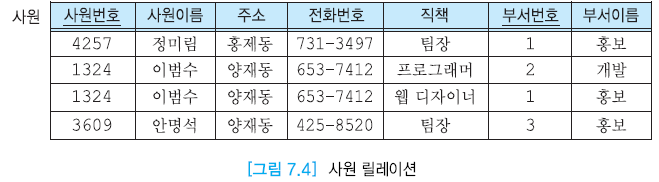 사원 사원번호 사원이름 주소 전화번호 직책 부서번호 부서이름
4257 정미림 홍제동 731-3497 팀장 1 홍보
1324 이범수 양재동 653-7412 프로그래머 2 개발
1324 이범수 양재동 653-7412 웹 디자이너 1 홍보
3609 안명석 양재동 425-8520 팀장 3 홍보
[그림 7.4] 사원 릴레이션